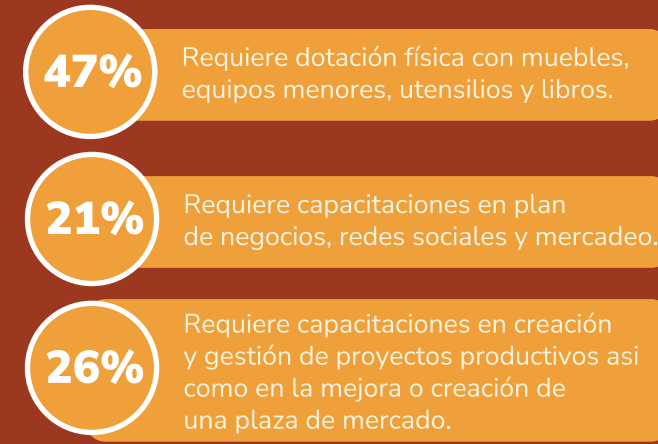 47%
Requiere dotación física con muebles,
equipos menores, utensilios y libros.
21%
Requiere capacitaciones en plan
de negocios, redes sociales y mercadeo.
26%
Requiere capacitaciones en creación
y gestión de proyectos productivos asi
como en la mejora o creación de
una plaza de mercado.